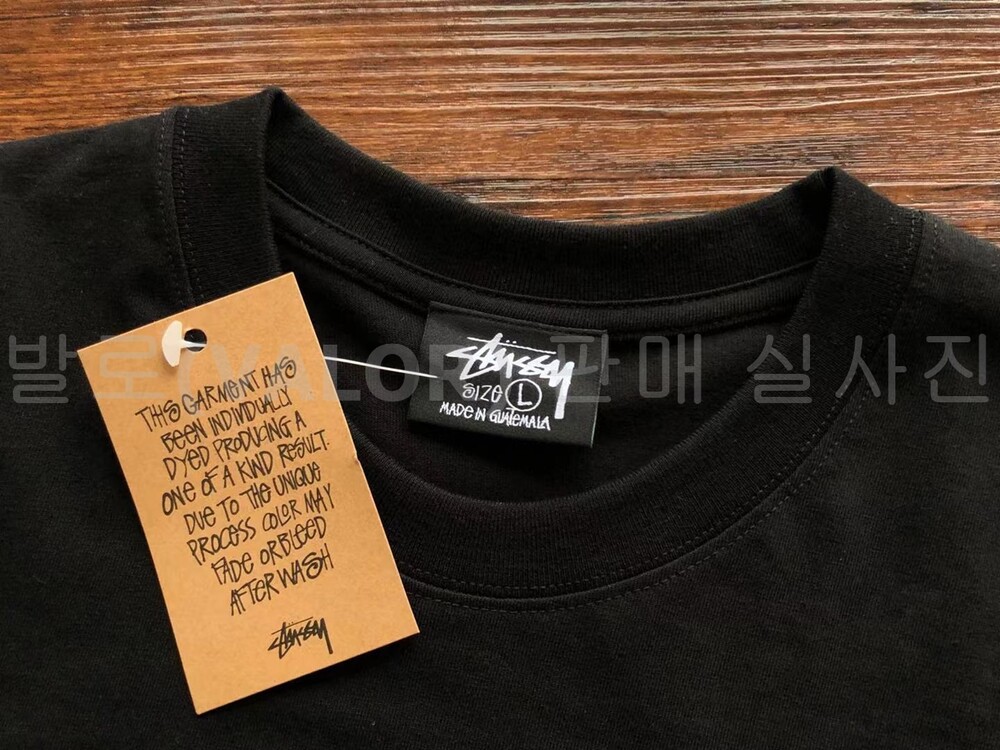 발로(VALOR) 판매 실사진
STÜSSY
SIZE L
MADE IN GUATEMALA
THIS GARMENT HAS
BEEN INDIVIDUALLY
DYED PRODUCING A
ONE OF A KIND RESULT.
DUE TO THE UNIQUE
PROCESS COLOR MAY
FADE OR BLEED
AFTER WASH
STÜSSY